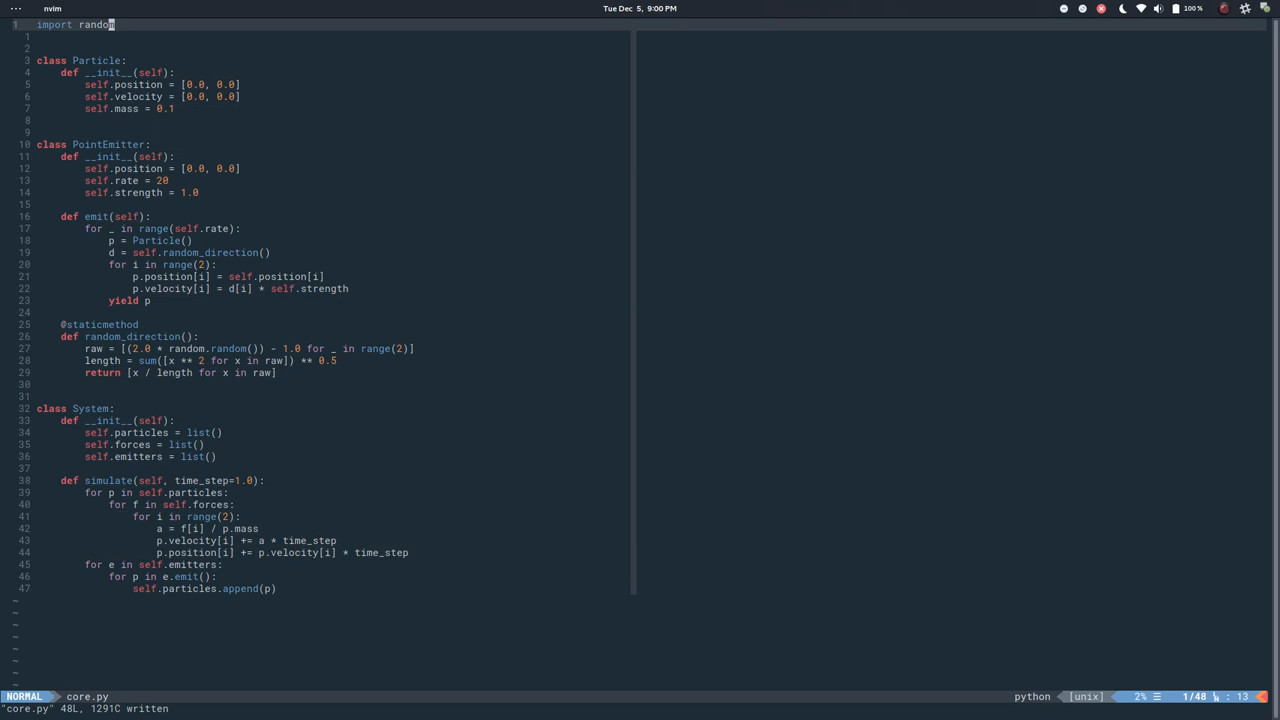 nvim
Tue Dec 5, 9:00 PM
100 %
1 import random
1
2
3 class Particle:
4 def __init__(self):
5 self.position = [0.0, 0.0]
6 self.velocity = [0.0, 0.0]
7 self.mass = 0.1
8
9
10 class PointEmitter:
11 def __init__(self):
12 self.position = [0.0, 0.0]
13 self.rate = 20
14 self.strength = 1.0
15
16 def emit(self):
17 for _ in range(self.rate):
18 p = Particle()
19 d = self.random_direction()
20 for i in range(2):
21 p.position[i] = self.position[i]
22 p.velocity[i] = d[i] * self.strength
23 yield p
24
25 @staticmethod
26 def random_direction():
27 raw = [(2.0 * random.random()) - 1.0 for _ in range(2)]
28 length = sum([x ** 2 for x in raw]) ** 0.5
29 return [x / length for x in raw]
30
31
32 class System:
33 def __init__(self):
34 self.particles = list()
35 self.forces = list()
36 self.emitters = list()
37
38 def simulate(self, time_step=1.0):
39 for p in self.particles:
40 for f in self.forces:
41 for i in range(2):
42 a = f[i] / p.mass
43 p.velocity[i] += a * time_step
44 p.position[i] += p.velocity[i] * time_step
45 for e in self.emitters:
46 for p in e.emit():
47 self.particles.append(p)
~
~
~
~
~
~
~
~
NORMAL core.py python [unix] 2% ☰ 1/48 : 13
"core.py" 48L, 1291C written